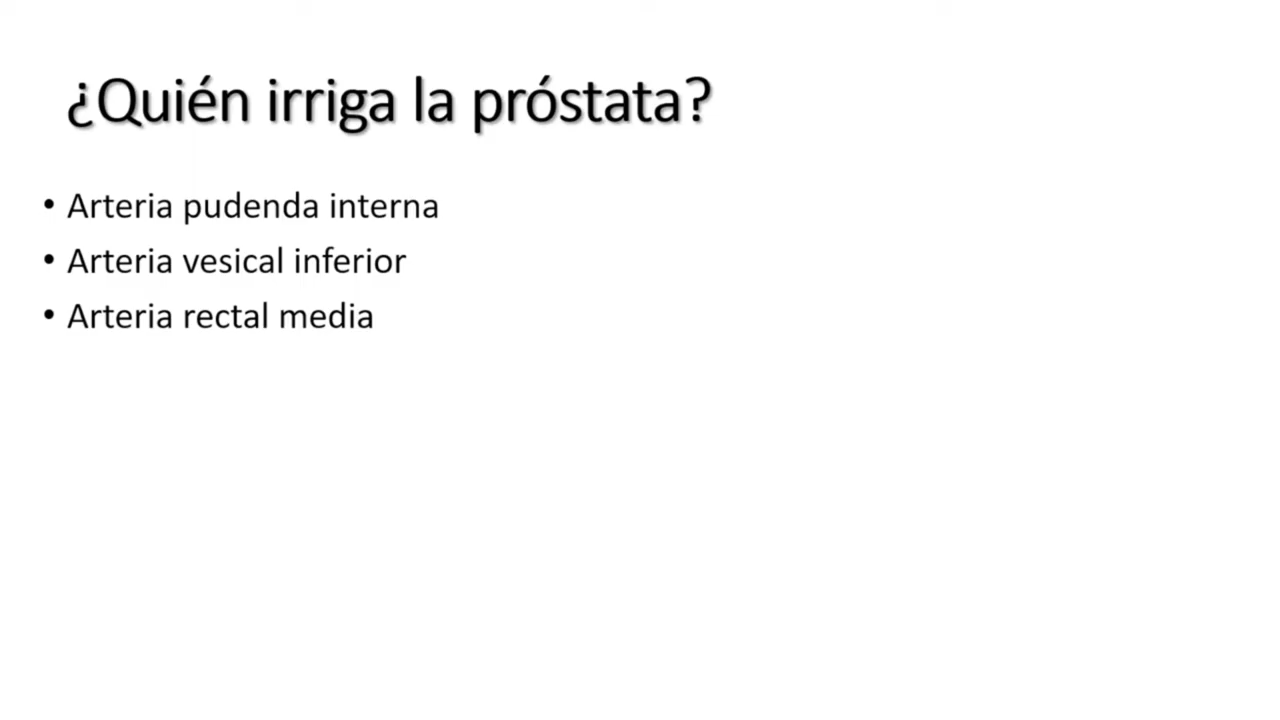 ¿Quién irriga la próstata?
• Arteria pudenda interna
• Arteria vesical inferior
• Arteria rectal media